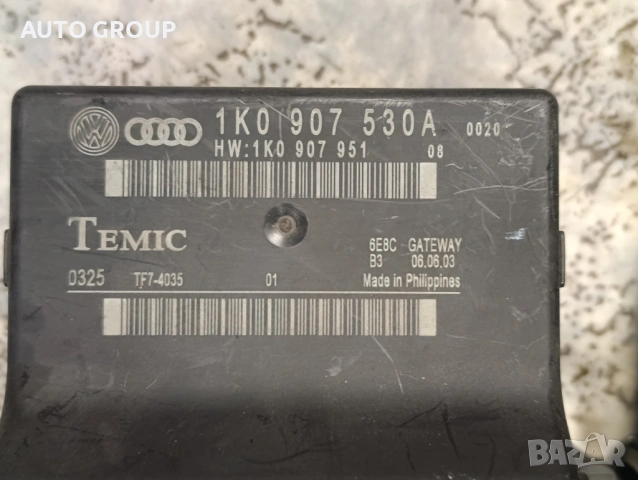 AUTO GROUP
1K0 907 530A 0020
HW:1K0 907 951 08
TEMIC
6E8C GATEWAY
B3 06.06.03
0325 TF7-4035 01 Made in Philippines
BAZAR
bg